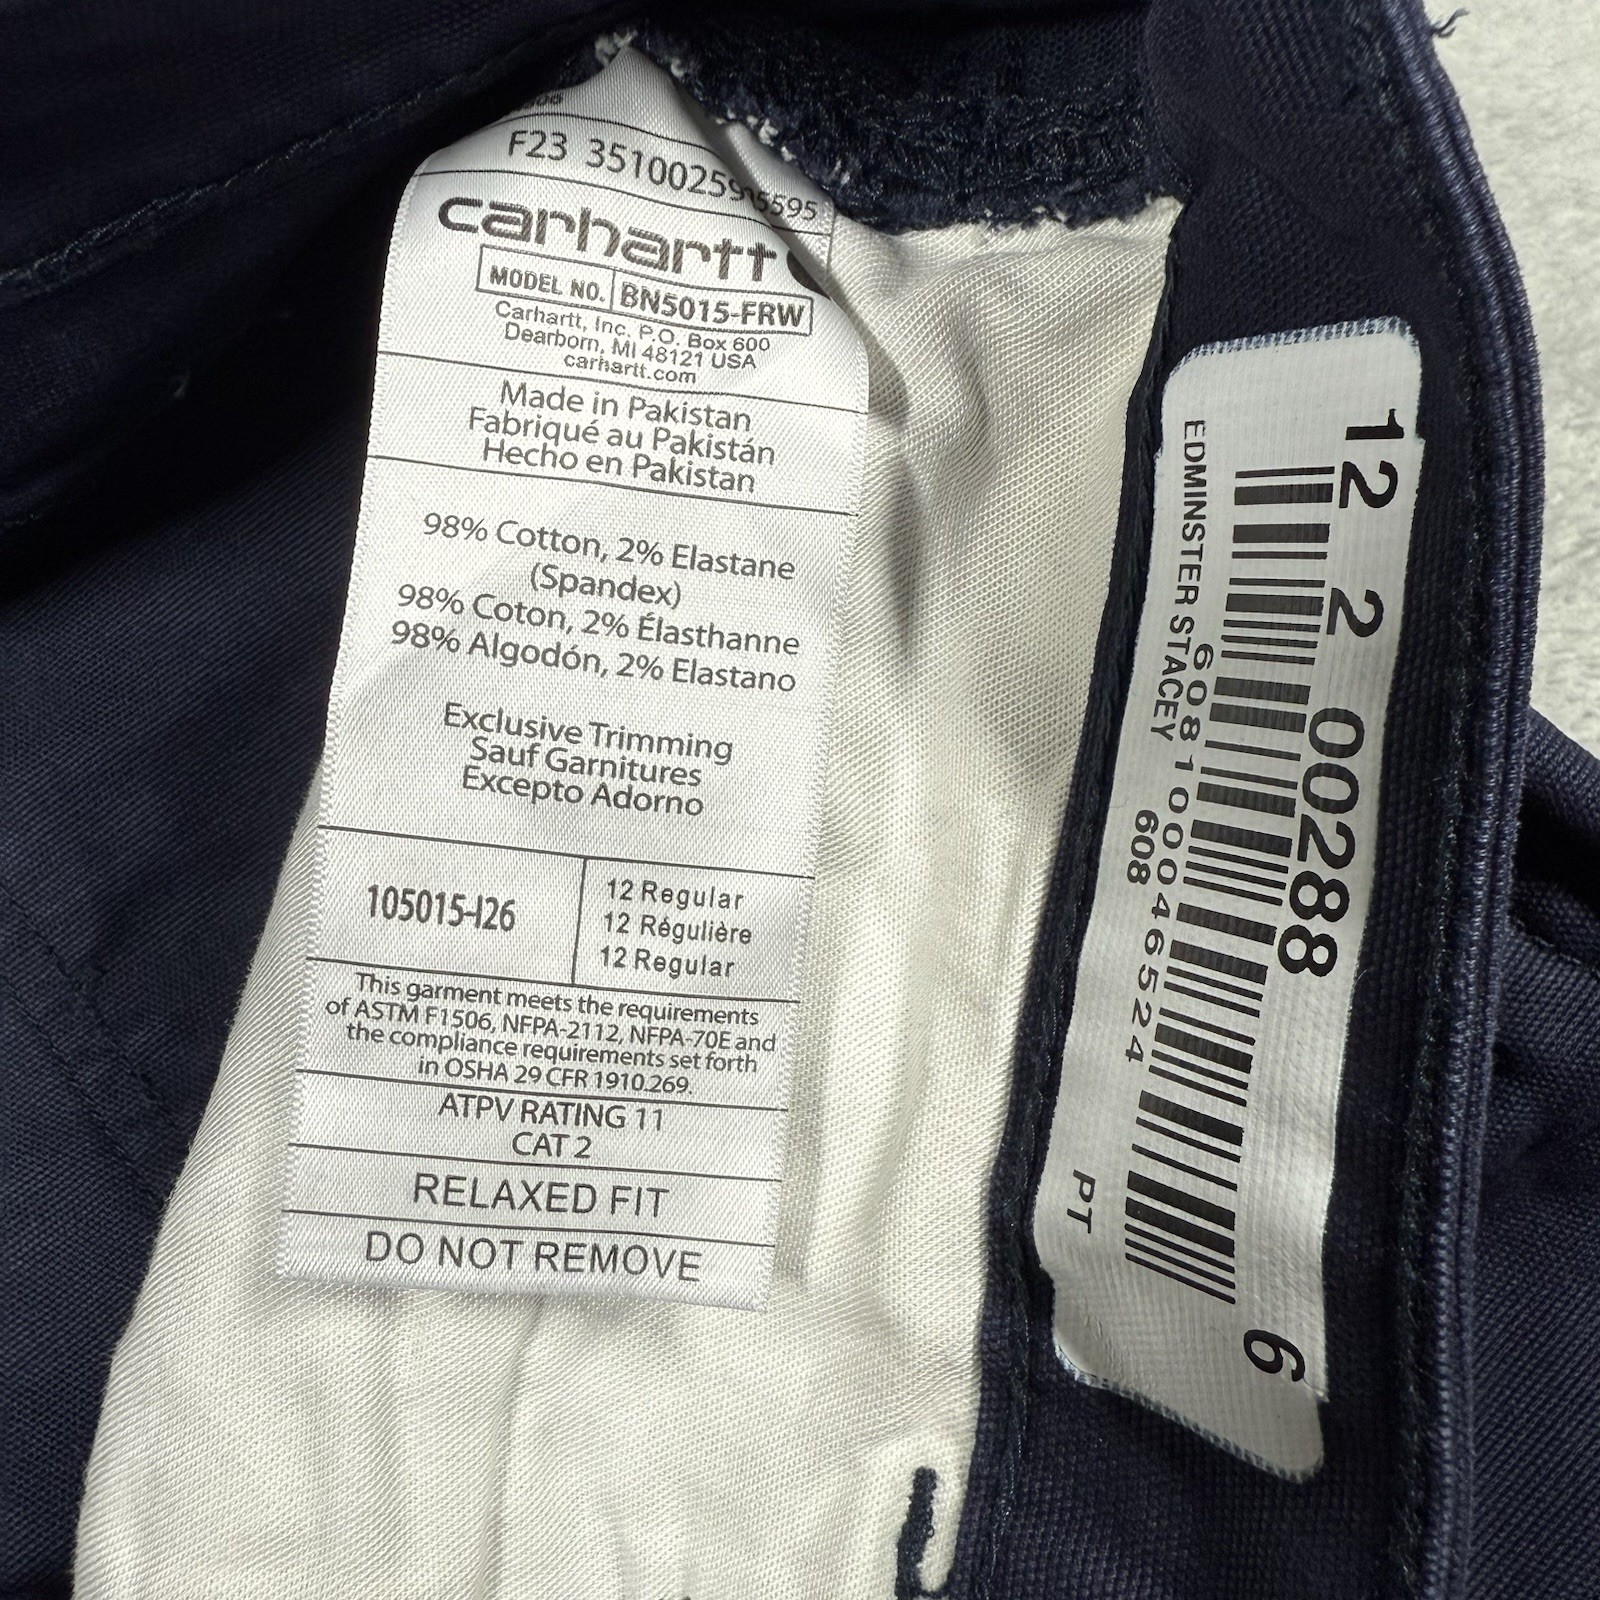 F23 35100259 5595
carhartt
MODEL NO. BN5015-FRW
Carhartt, Inc. P.O. Box 600
Dearborn, MI 48121 USA
carhartt.com
Made in Pakistan
Fabriqué au Pakistán
Hecho en Pakistan
98% Cotton, 2% Elastane
(Spandex)
98% Coton, 2% Élasthanne
98% Algodón, 2% Elastano
Exclusive Trimming
Sauf Garnitures
Excepto Adorno
105015-I26
12 Regular
12 Régulière
12 Regular
This garment meets the requirements
of ASTM F1506, NFPA-2112, NFPA-70E and
the compliance requirements set forth
in OSHA 29 CFR 1910.269.
ATPV RATING 11
CAT 2
RELAXED FIT
DO NOT REMOVE
12 2 00288 6
EDMINSTER STACEY
608100046524
608 PT